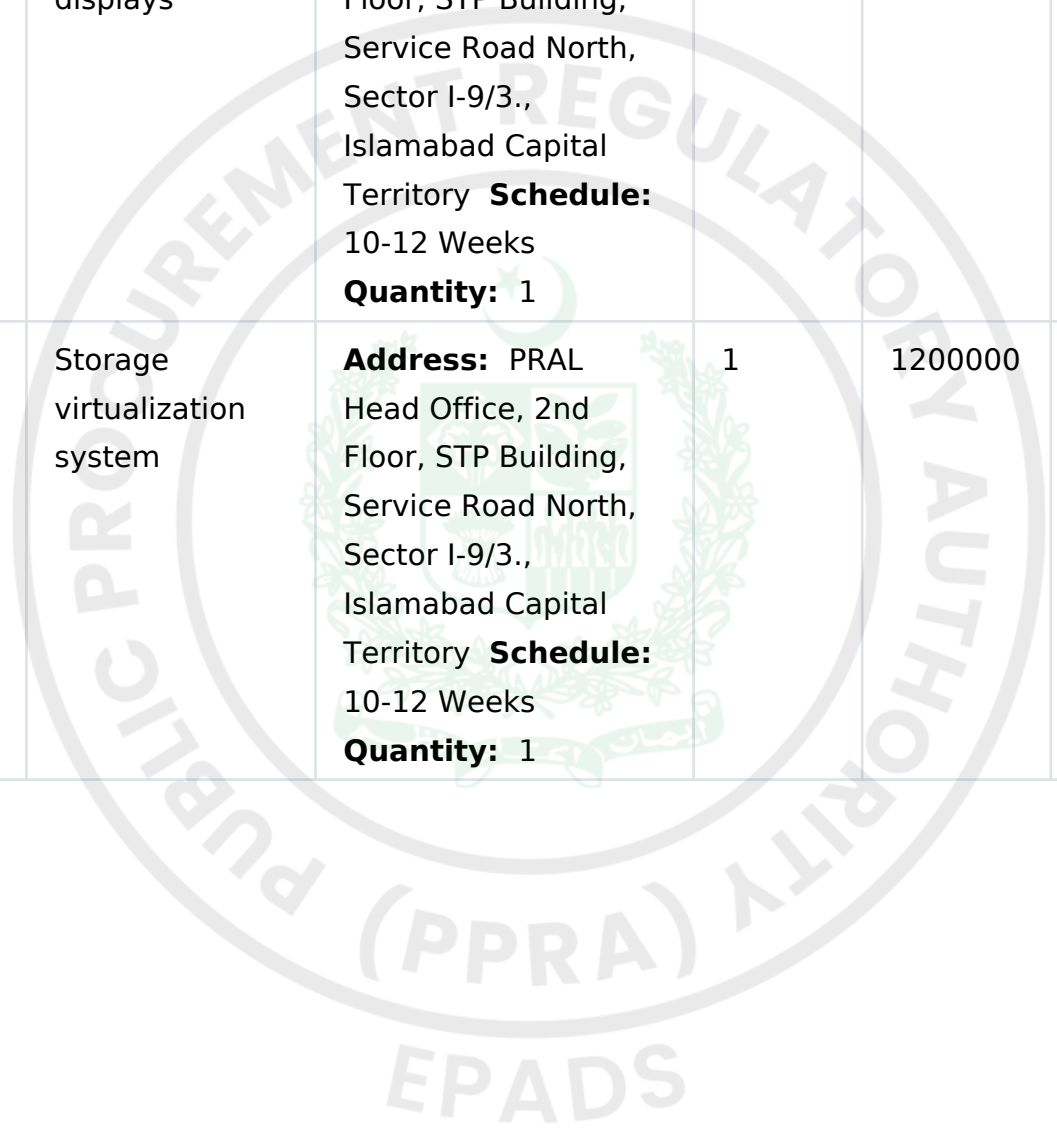 displays
Floor, STP Building,
Service Road North,
Sector I-9/3.,
Islamabad Capital
Territory Schedule:
10-12 Weeks
Quantity: 1
Storage
virtualization
system
Address: PRAL
Head Office, 2nd
Floor, STP Building,
Service Road North,
Sector I-9/3.,
Islamabad Capital
Territory Schedule:
10-12 Weeks
Quantity: 1
1
1200000
PUBLIC PROCUREMENT REGULATORY AUTHORITY
(PPRA)
EPADS